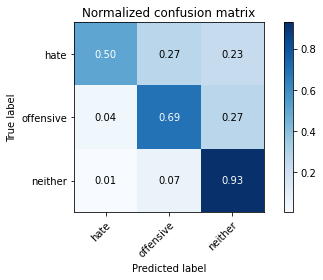 Normalized confusion matrix
True label
hate
offensive
neither
0.50 0.27 0.23
0.04 0.69 0.27
0.01 0.07 0.93
hate
offensive
neither
Predicted label
0.8
0.6
0.4
0.2